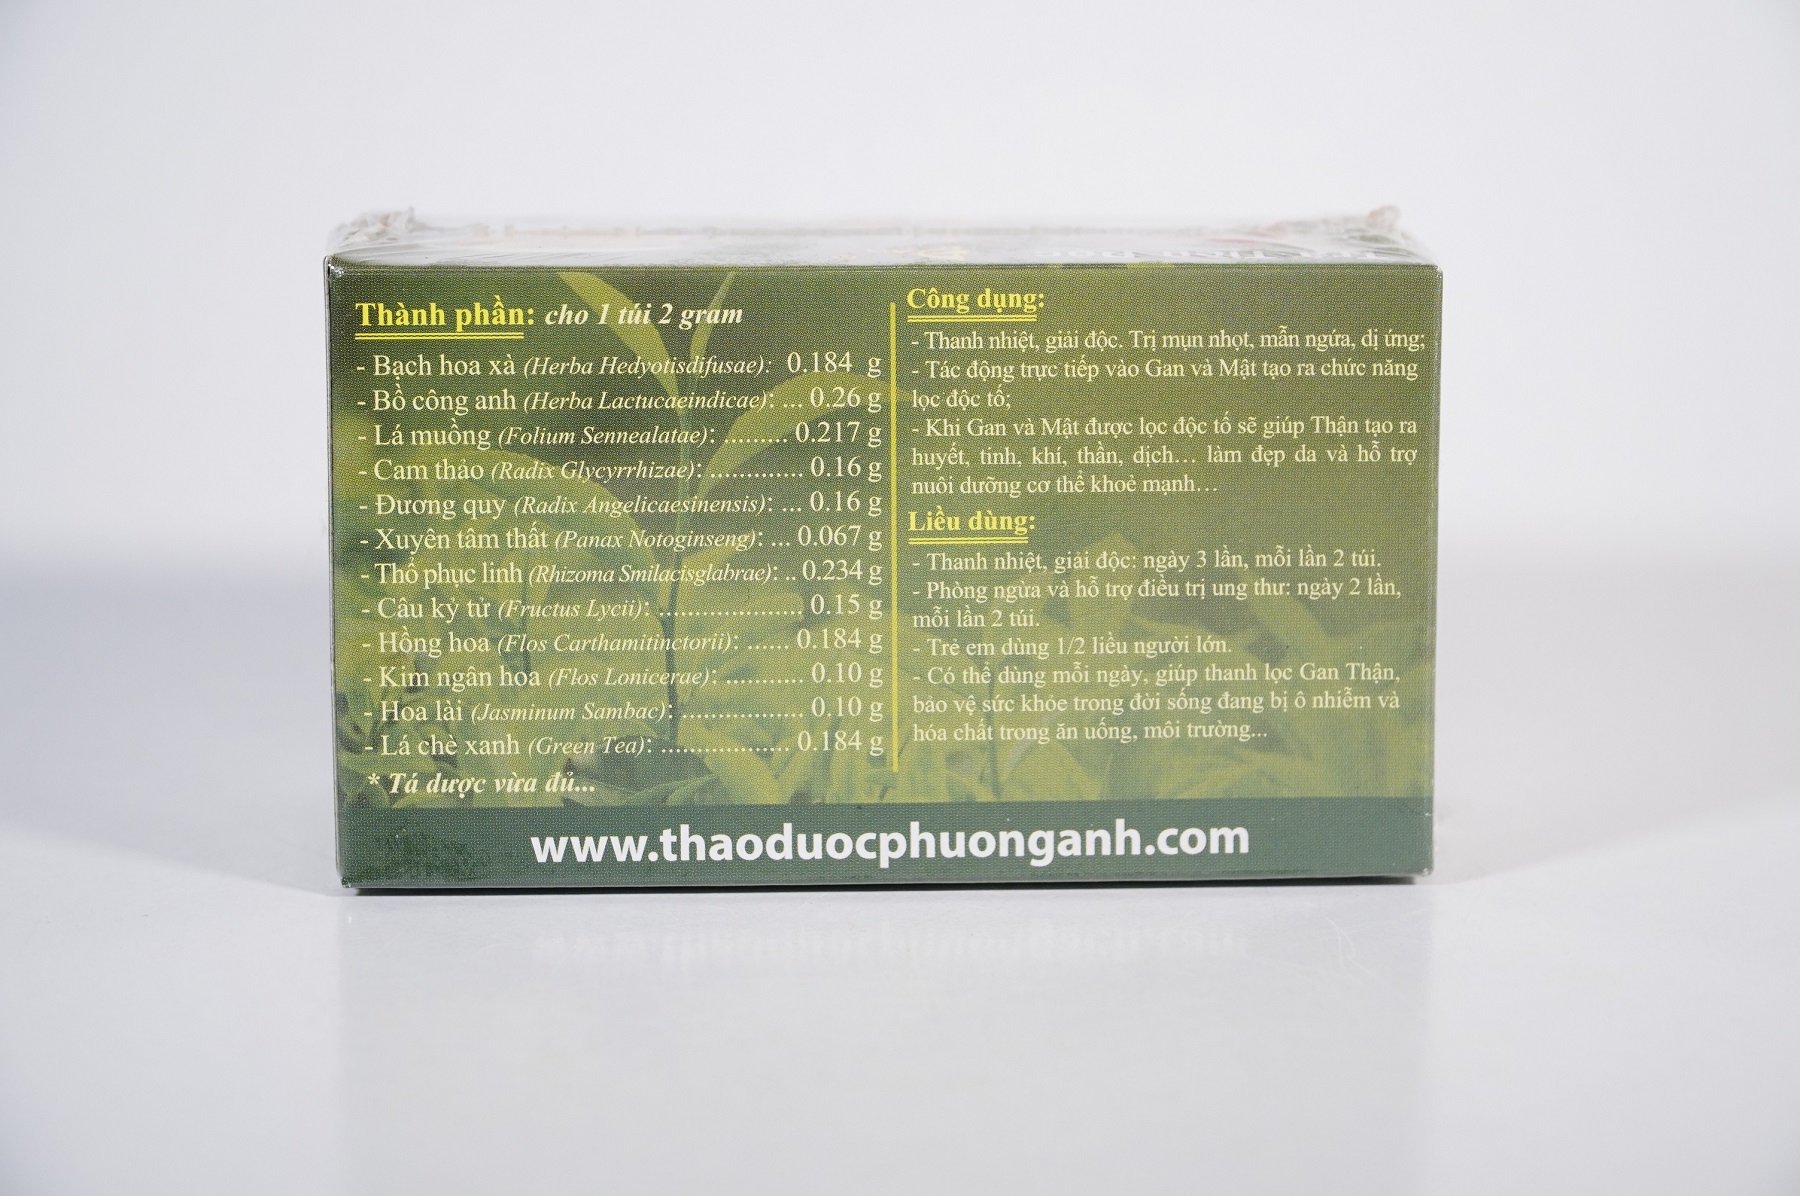 Thành phần: cho 1 túi 2 gram
- Bạch hoa xà (Herba Hedyotisdifusae): 0.184 g
- Bồ công anh (Herba Lactucaeindicae): ... 0.26 g
- Lá muồng (Folium Sennealatae): ......... 0.217 g
- Cam thảo (Radix Glycyrrhizae): ............. 0.16 g
- Đương quy (Radix Angelicaesinensis): ... 0.16 g
- Xuyên tâm thất (Panax Notoginseng): ... 0.067 g
- Thổ phục linh (Rhizoma Smilacisglabrae): .. 0.234 g
- Câu kỷ tử (Fructus Lycii): .................... 0.15 g
- Hồng hoa (Flos Carthamitinctorii): ...... 0.184 g
- Kim ngân hoa (Flos Lonicerae): ........... 0.10 g
- Hoa lài (Jasminum Sambac): ................. 0.10 g
- Lá chè xanh (Green Tea): .................. 0.184 g
* Tá dược vừa đủ...
Công dụng:
- Thanh nhiệt, giải độc. Trị mụn nhọt, mẫn ngứa, dị ứng;
- Tác động trực tiếp vào Gan và Mật tạo ra chức năng
lọc độc tố;
- Khi Gan và Mật được lọc độc tố sẽ giúp Thận tạo ra
huyết, tinh, khí, thần, dịch... làm đẹp da và hỗ trợ
nuôi dưỡng cơ thể khoẻ mạnh...
Liều dùng:
- Thanh nhiệt, giải độc: ngày 3 lần, mỗi lần 2 túi.
- Phòng ngừa và hỗ trợ điều trị ung thư: ngày 2 lần,
mỗi lần 2 túi.
- Trẻ em dùng 1/2 liều người lớn.
- Có thể dùng mỗi ngày, giúp thanh lọc Gan Thận,
bảo vệ sức khỏe trong đời sống đang bị ô nhiễm và
hóa chất trong ăn uống, môi trường...
www.thaoduocphuonganh.com